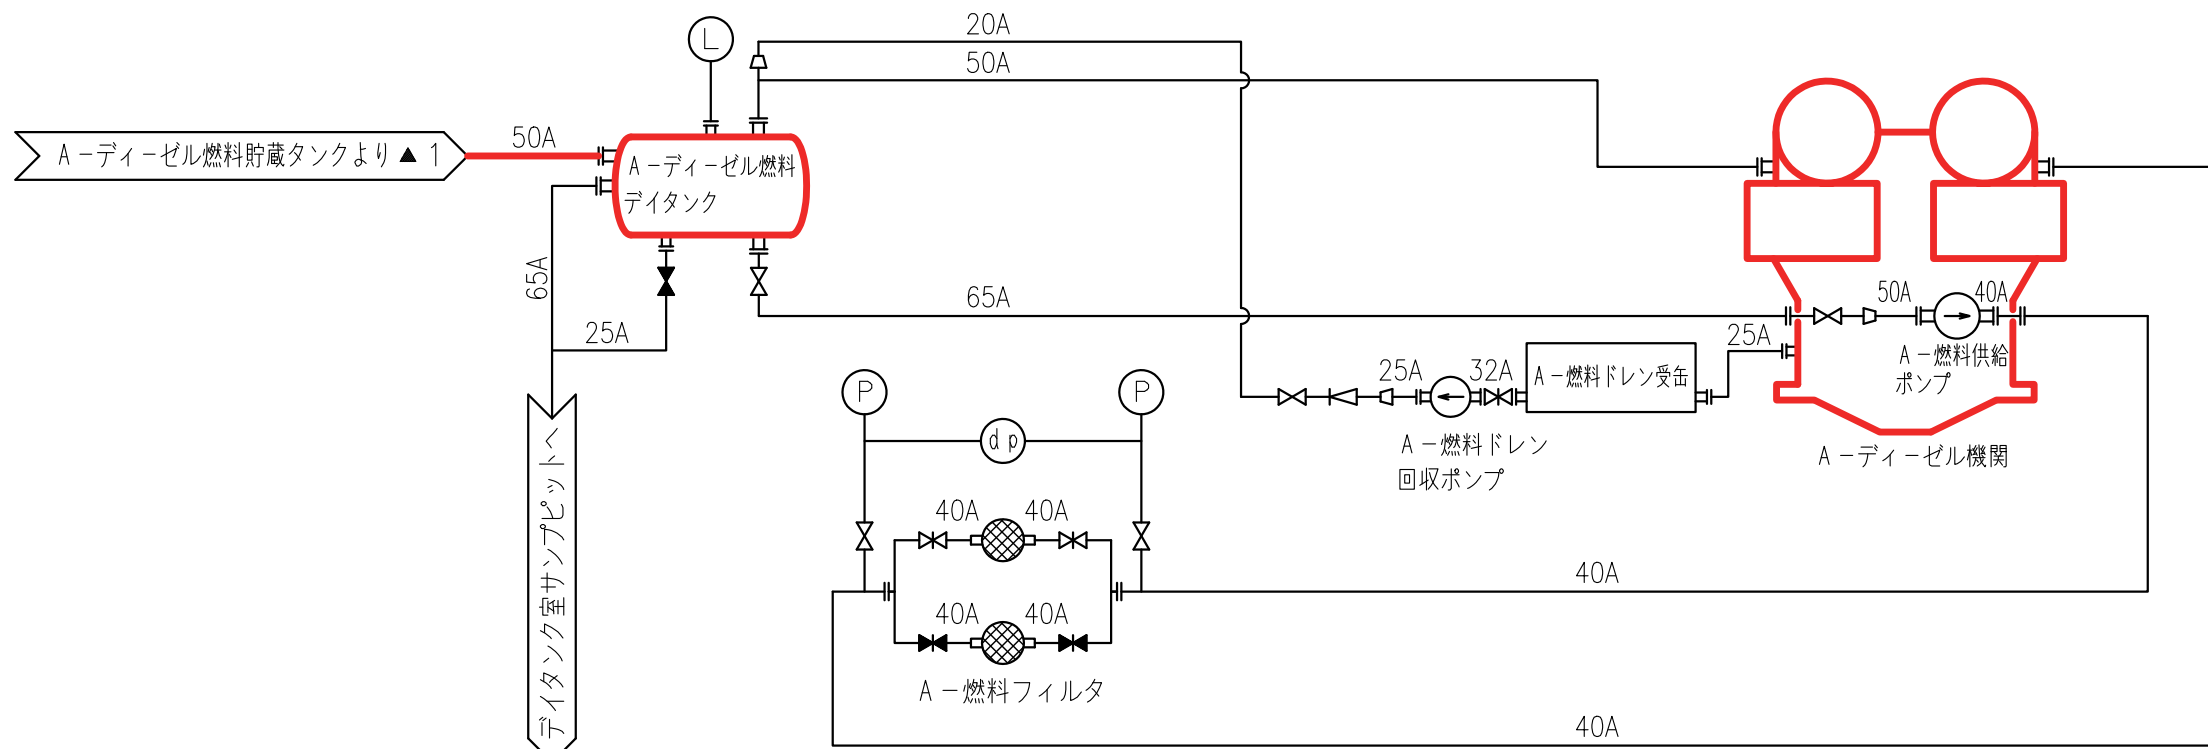 L
20A
50A
A－ディーゼル燃料貯蔵タンクより▲1
50A
A－ディーゼル燃料
デイタンク
65A
25A
65A
50A
40A
A－燃料供給
ポンプ
25A
25A
32A
A－燃料ドレン受缶
A－燃料ドレン
回収ポンプ
A－ディーゼル機関
P
P
dp
40A
40A
40A
40A
40A
A－燃料フィルタ
デイタンク室サンプピットへ
40A